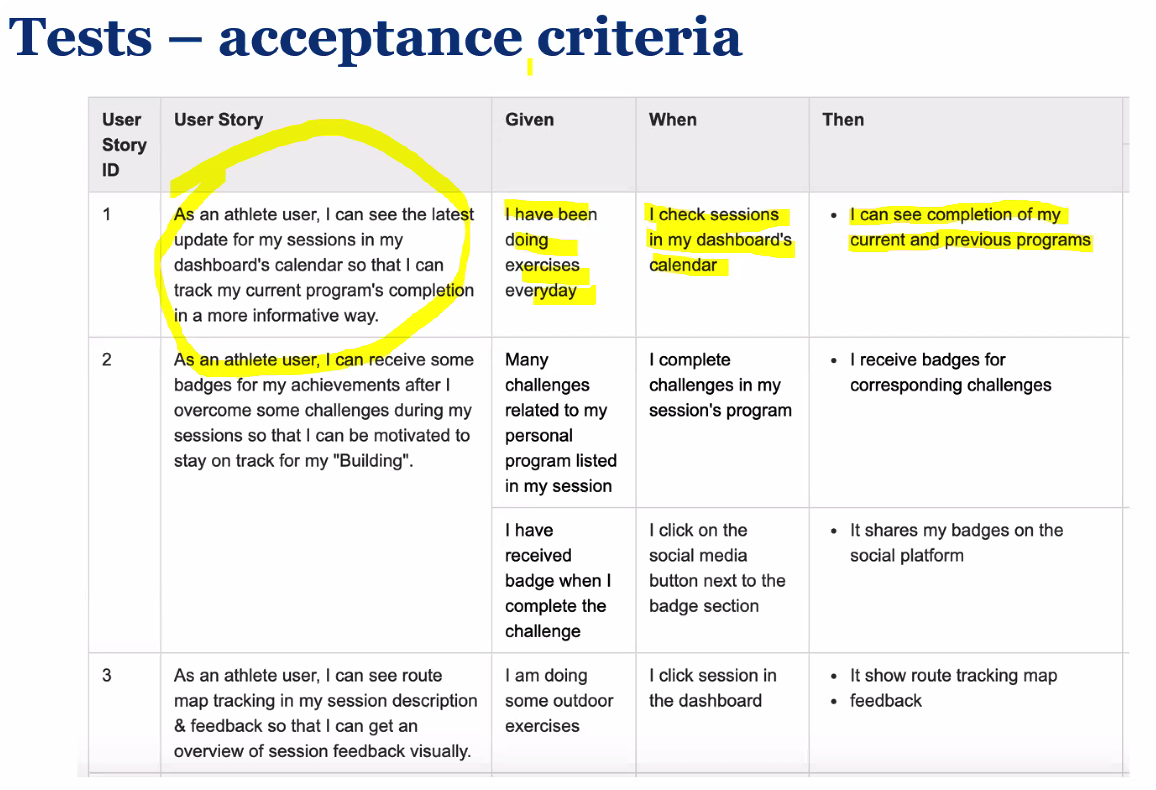 Tests – acceptance criteria
User
Story
ID
User Story
Given
When
Then
1
As an athlete user, I can see the latest
update for my sessions in my
dashboard's calendar so that I can
track my current program's completion
in a more informative way.
I have been
doing
exercises
everyday
I check sessions
in my dashboard's
calendar
• I can see completion of my
current and previous programs
2
As an athlete user, I can receive some
badges for my achievements after I
overcome some challenges during my
sessions so that I can be motivated to
stay on track for my "Building".
Many
challenges
related to my
personal
program listed
in my session
I complete
challenges in my
session's program
• I receive badges for
corresponding challenges
I have
received
badge when I
complete the
challenge
I click on the
social media
button next to the
badge section
• It shares my badges on the
social platform
3
As an athlete user, I can see route
map tracking in my session description
& feedback so that I can get an
overview of session feedback visually.
I am doing
some outdoor
exercises
I click session in
the dashboard
• It show route tracking map
• feedback